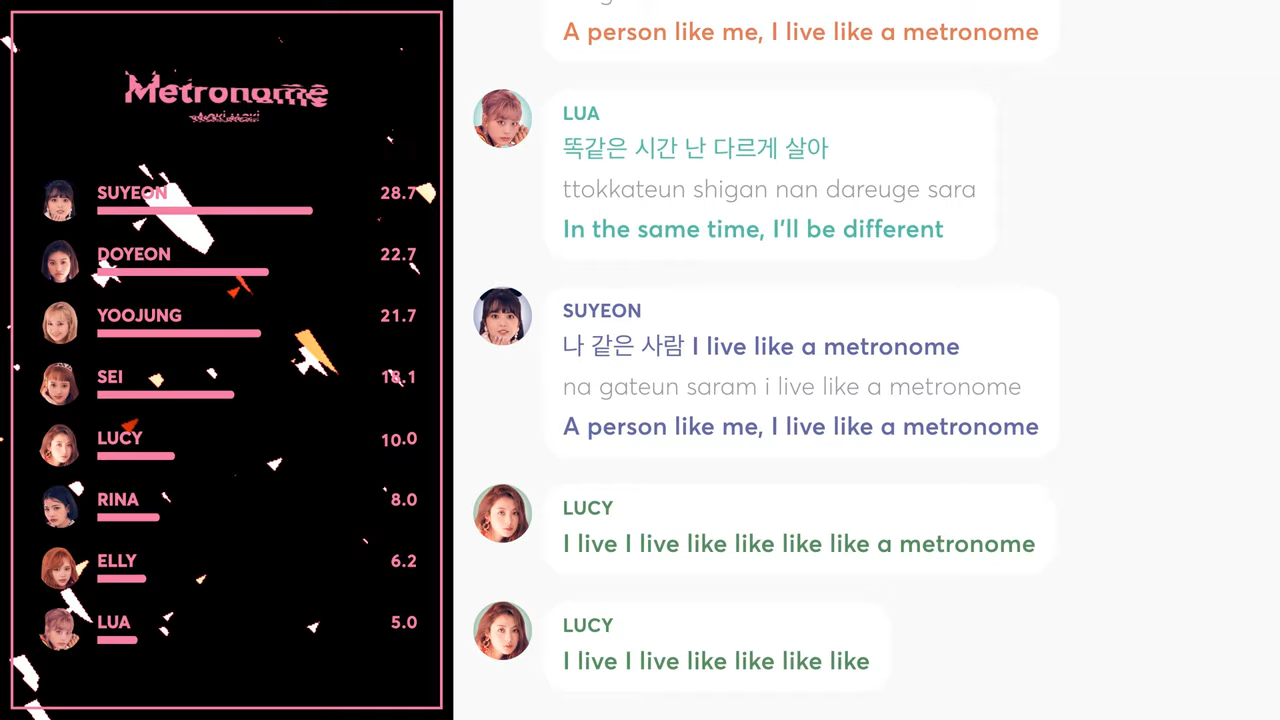 Metronome
SUYEON
28.7
DOYEON
22.7
YOOJUNG
21.7
SEI
18.1
LUCY
10.0
RINA
8.0
ELLY
6.2
LUA
5.0
A person like me, I live like a metronome
LUA
똑같은 시간 난 다르게 살아
ttokkateun shigan nan dareuge sara
In the same time, I'll be different
SUYEON
나 같은 사람 I live like a metronome
na gateun saram i live like a metronome
A person like me, I live like a metronome
LUCY
I live I live like like like like a metronome
LUCY
I live I live like like like like